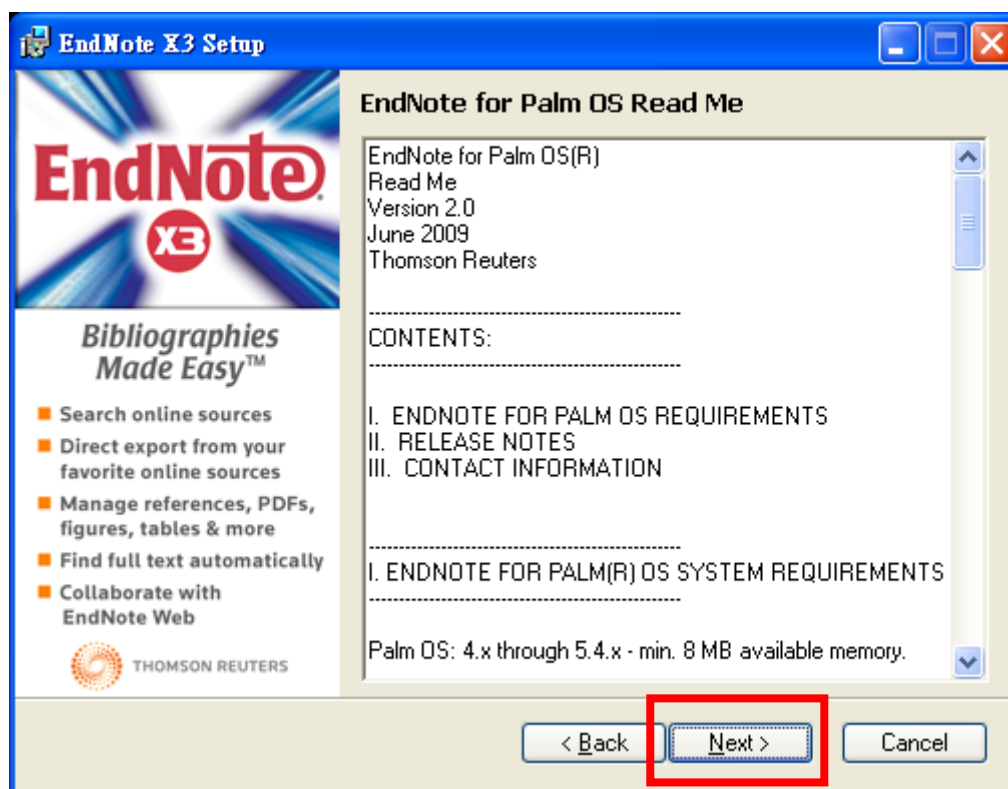 EndNote X3 Setup
EndNote
X3
Bibliographies
Made Easy™
Search online sources
Direct export from your
favorite online sources
Manage references, PDFs,
figures, tables & more
Find full text automatically
Collaborate with
EndNote Web
THOMSON REUTERS
EndNote for Palm OS Read Me
EndNote for Palm OS(R)
Read Me
Version 2.0
June 2009
Thomson Reuters
----------------------------------------------------
CONTENTS:
----------------------------------------------------
I. ENDNOTE FOR PALM OS REQUIREMENTS
II. RELEASE NOTES
III. CONTACT INFORMATION
----------------------------------------------------
I. ENDNOTE FOR PALM(R) OS SYSTEM REQUIREMENTS
----------------------------------------------------
Palm OS: 4.x through 5.4.x - min. 8 MB available memory.
< Back
Next >
Cancel